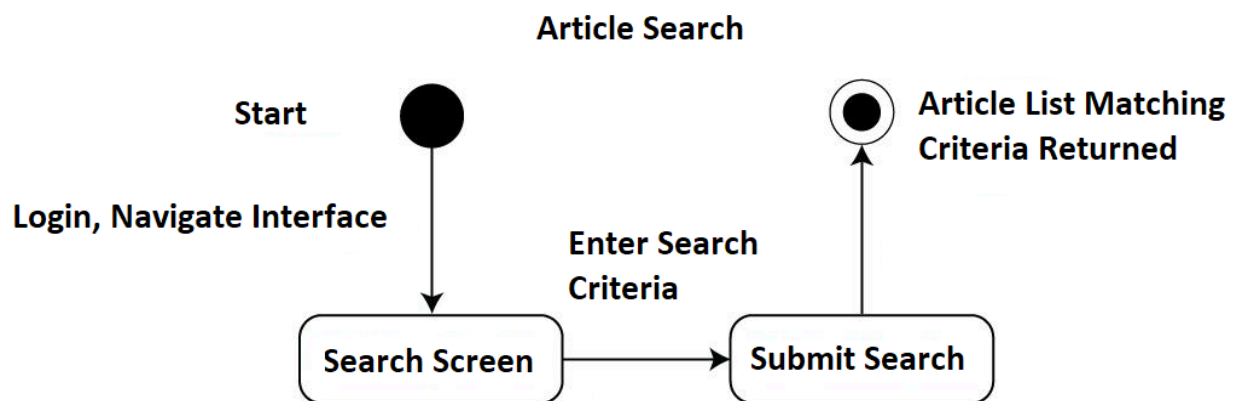 Article Search
Start
Article List Matching
Criteria Returned
Login, Navigate Interface
Enter Search
Criteria
Search Screen
Submit Search